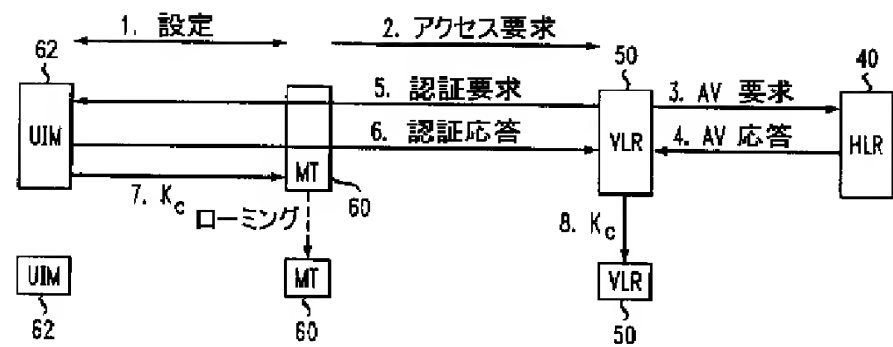 1. 設定
2. アクセス要求
62
50
40
5. 認証要求
3. AV 要求
UIM
6. 認証応答
VLR
4. AV 応答
HLR
MT
7. Kc
60
ローミング
8. Kc
UIM
MT
VLR
62
60
50